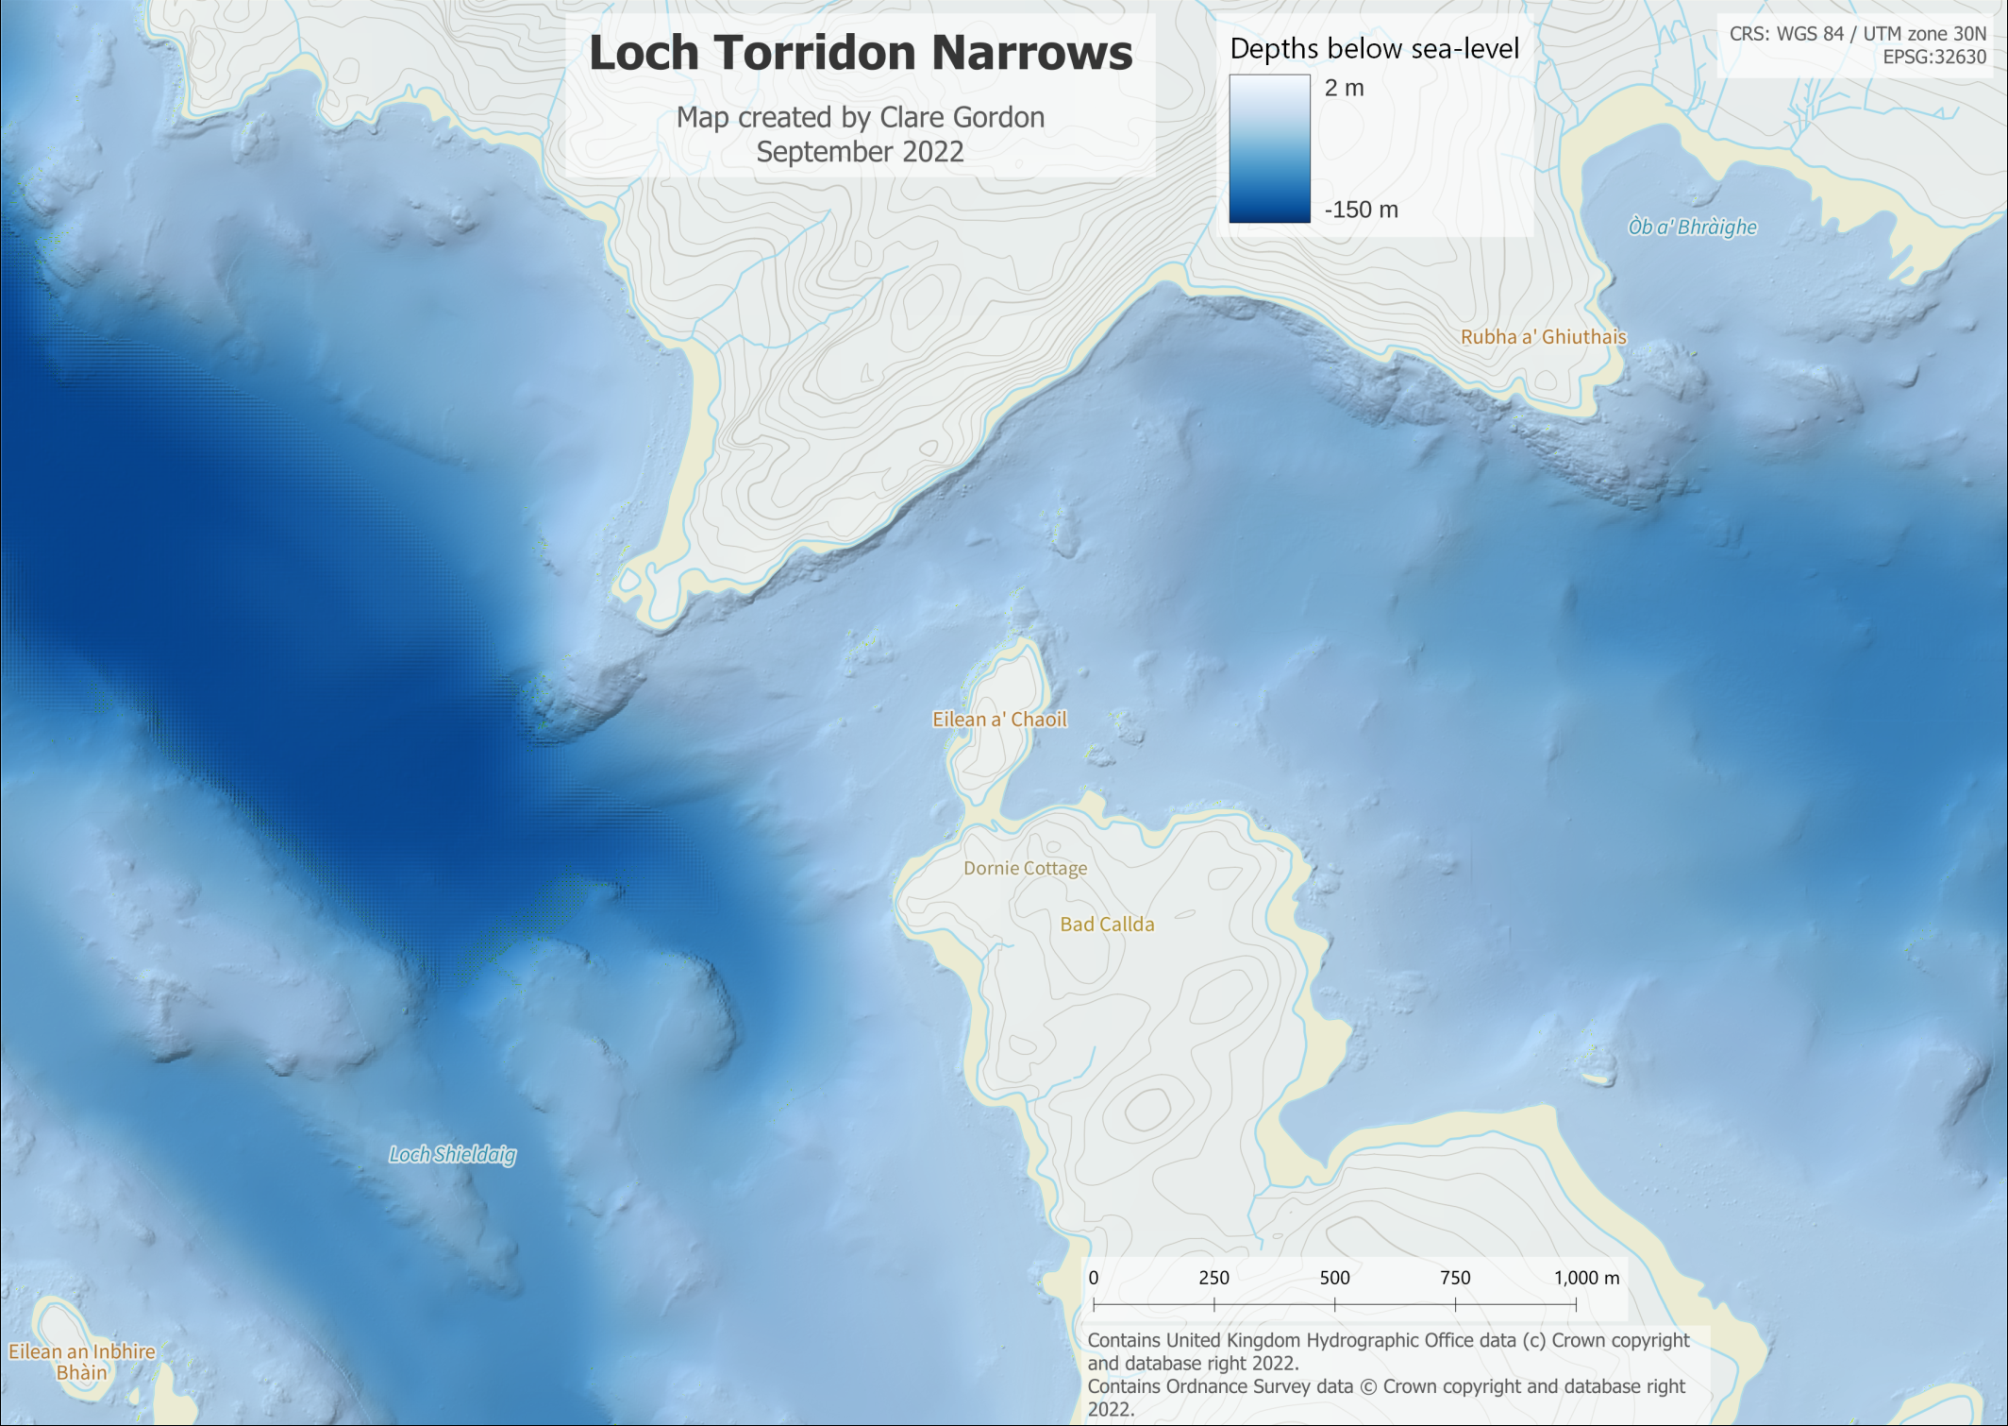 Loch Torridon Narrows
Map created by Clare Gordon
September 2022
Depths below sea-level
2 m
-150 m
CRS: WGS 84 / UTM zone 30N
EPSG:32630
Òb a' Bhràighe
Rubha a' Ghiuthais
Eilean a' Chaoil
Dornie Cottage
Bad Callda
Loch Shieldaig
Eilean an Inbhire
Bhàin
0 250 500 750 1,000 m
Contains United Kingdom Hydrographic Office data (c) Crown copyright
and database right 2022.
Contains Ordnance Survey data © Crown copyright and database right
2022.